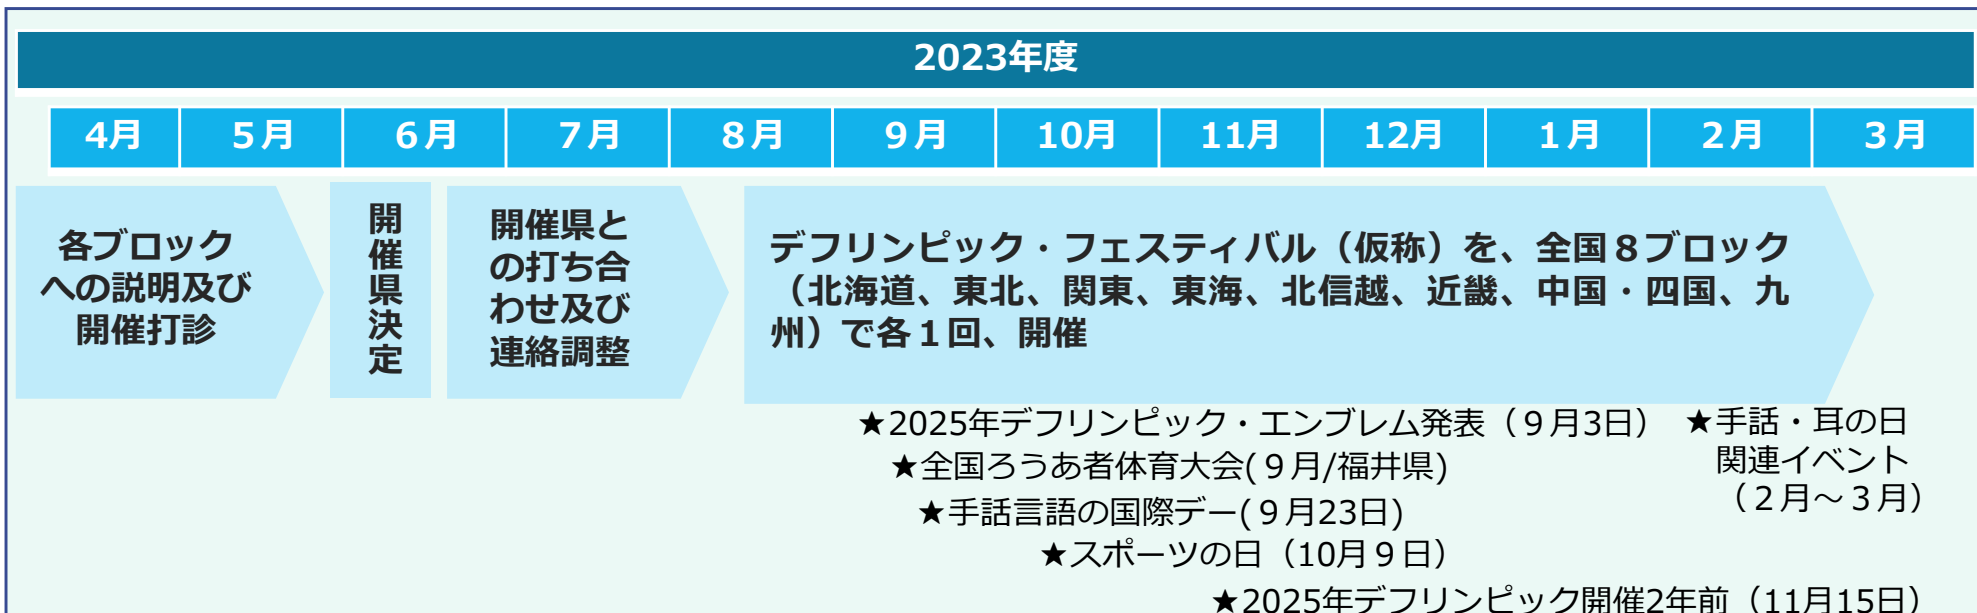 2023年度
4月 ５月 ６月 ７月 ８月 ９月 10月 11月 12月 １月 ２月 ３月
各ブロック
への説明及び
開催打診
開催県決定
開催県と
の打ち合
わせ及び
連絡調整
デフリンピック・フェスティバル（仮称）を、全国８ブロック
（北海道、東北、関東、東海、北信越、近畿、中国・四国、九
州）で各１回、開催
★2025年デフリンピック・エンブレム発表（９月3日）
★全国ろうあ者体育大会(９月/福井県)
★手話言語の国際デー(９月23日)
★スポーツの日（10月９日）
★2025年デフリンピック開催2年前（11月15日）
★手話・耳の日
関連イベント
（２月～３月）